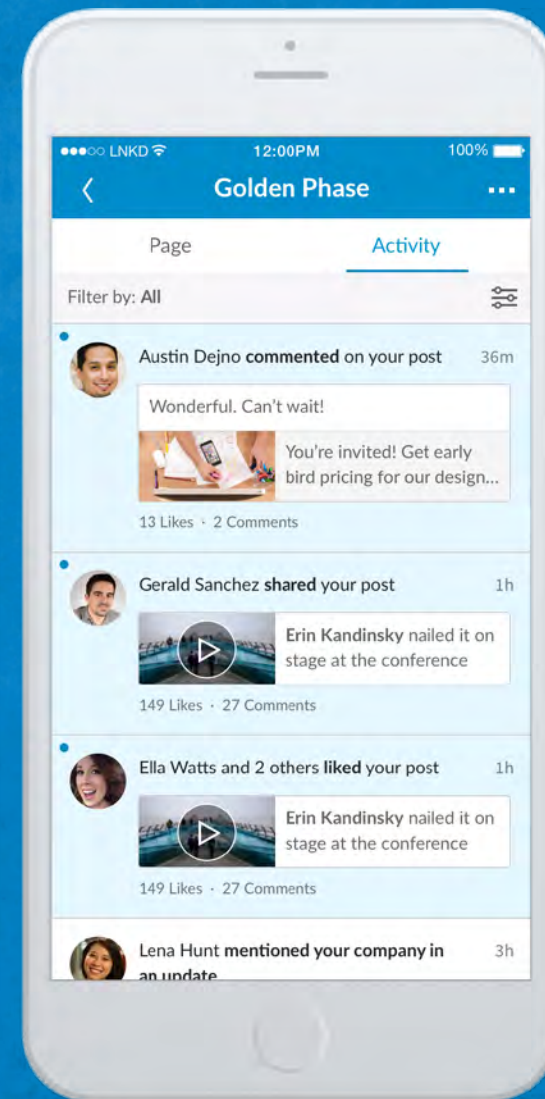 LNKD 12:00PM 100%
Golden Phase
Page Activity
Filter by: All
Austin Dejno commented on your post 36m
Wonderful. Can't wait!
You're invited! Get early
bird pricing for our design...
13 Likes · 2 Comments
Gerald Sanchez shared your post 1h
Erin Kandinsky nailed it on
stage at the conference
149 Likes · 27 Comments
Ella Watts and 2 others liked your post 1h
Erin Kandinsky nailed it on
stage at the conference
149 Likes · 27 Comments
Lena Hunt mentioned your company in 3h
an update